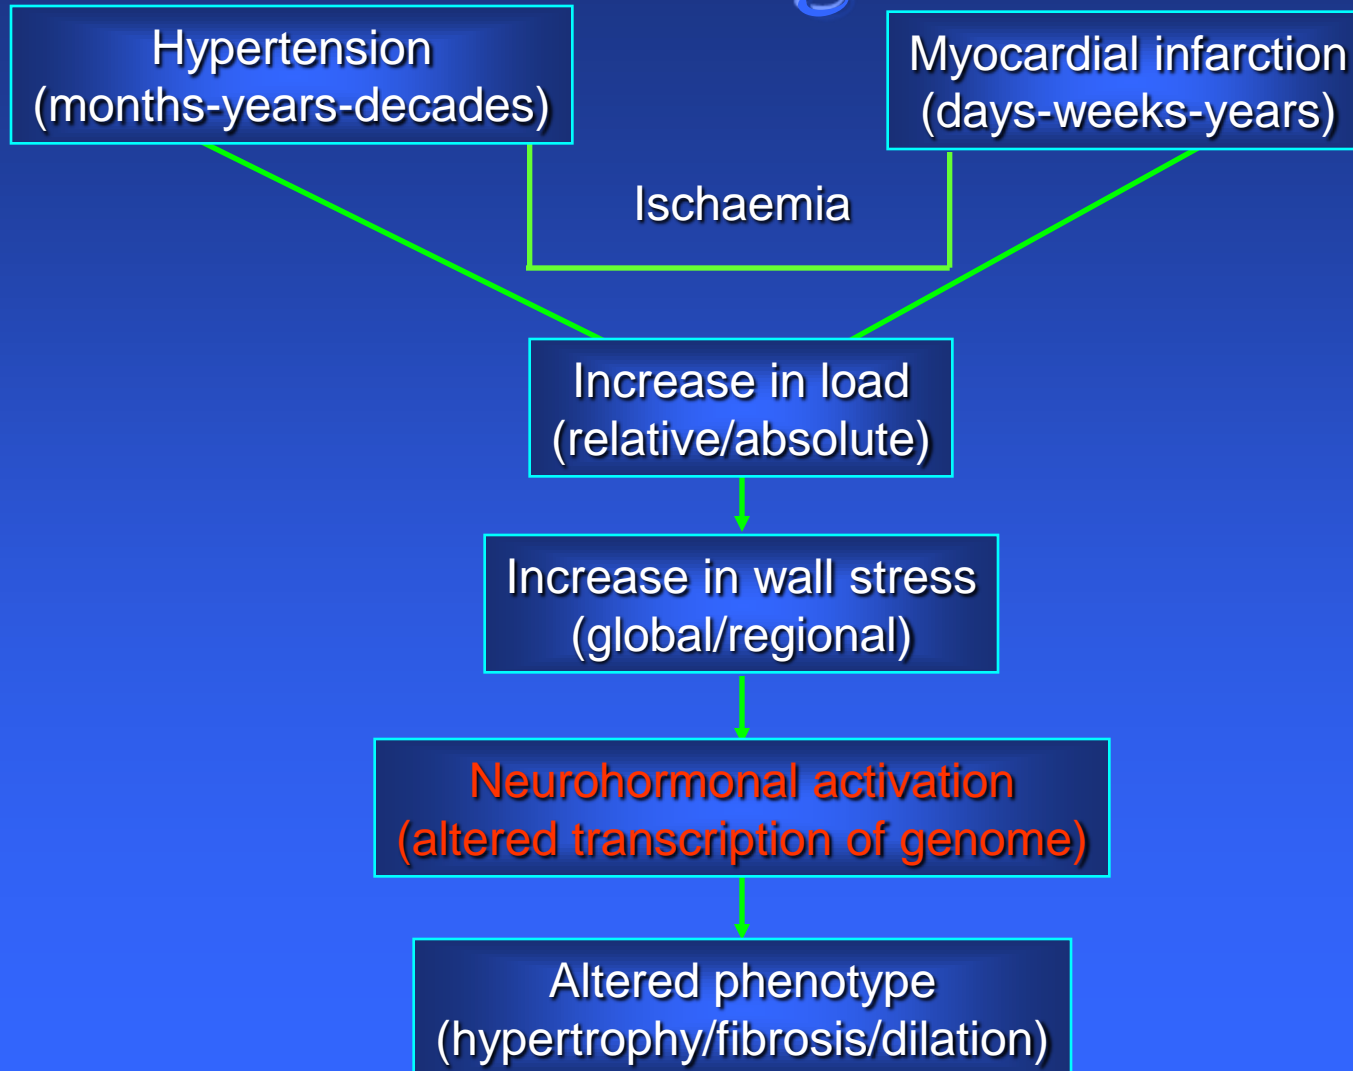 Hypertension
(months-years-decades)
Myocardial infarction
(days-weeks-years)
Ischaemia
Increase in load
(relative/absolute)
Increase in wall stress
(global/regional)
Neurohormonal activation
(altered transcription of genome)
Altered phenotype
(hypertrophy/fibrosis/dilation)